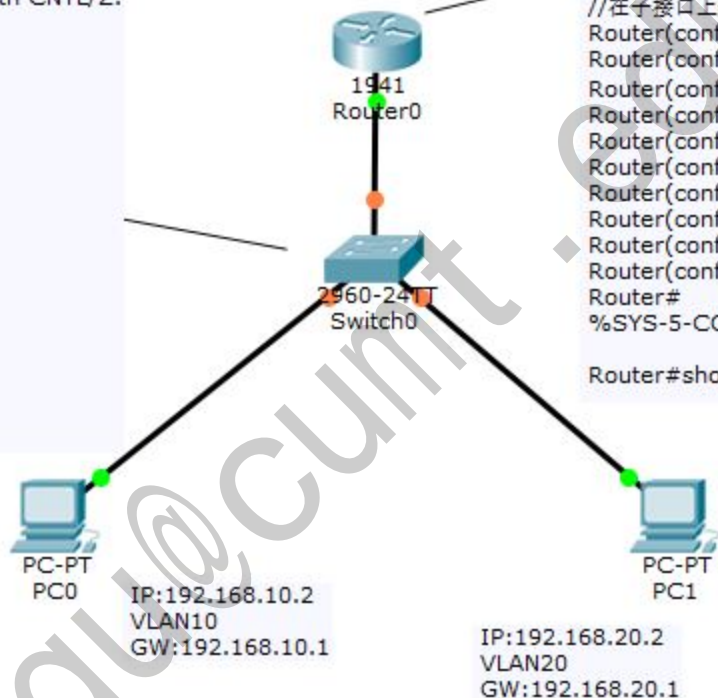 //在子接口上
Router(conf
Router(conf
Router(conf
Router(conf
Router(conf
Router(conf
Router(conf
Router(conf
Router(conf
Router(conf
Router#
%SYS-5-CO
Router#sho
1941
Router0
2960-24TT
Switch0
PC-PT
PC0
IP:192.168.10.2
VLAN10
GW:192.168.10.1
PC-PT
PC1
IP:192.168.20.2
VLAN20
GW:192.168.20.1